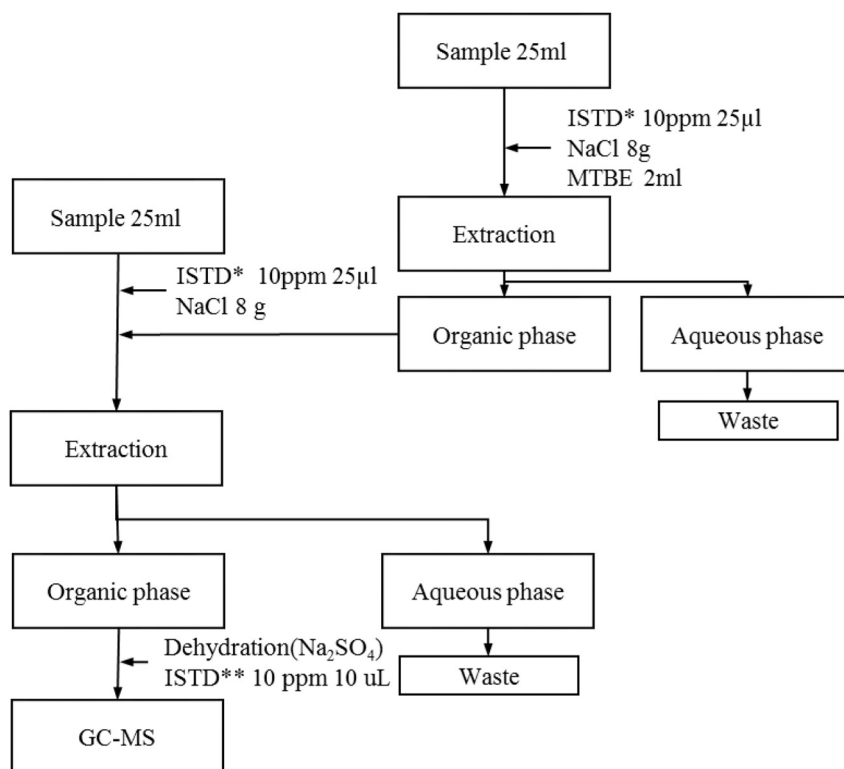 Sample 25ml
ISTD* 10ppm 25µl
NaCl 8g
MTBE 2ml
Sample 25ml
Extraction
ISTD* 10ppm 25µl
NaCl 8 g
Organic phase
Aqueous phase
Waste
Extraction
Organic phase
Aqueous phase
Dehydration(Na₂SO₄)
ISTD** 10 ppm 10 uL
Waste
GC-MS